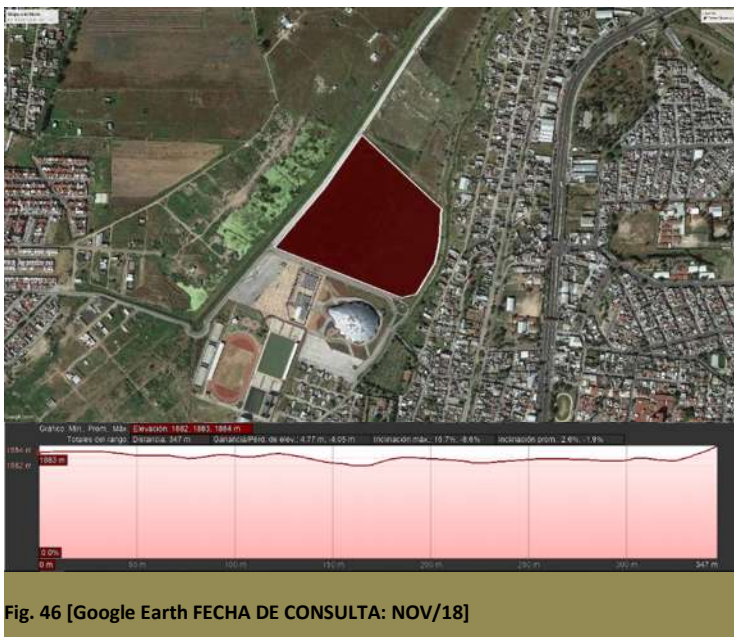 Gráfico: Mín., Prom., Máx. Elevación: 1882, 1883, 1884 m
Totales del rango: Distancia: 347 m Ganancia/Pérd. de elev.: 4.77 m, -4.05 m Inclinación máx.: 10.7%, -8.6% Inclinación prom.: 2.6%, -1.9%
1884 m
1883 m
1882 m
0.0%
0 m 50 m 100 m 150 m 200 m 250 m 300 m 347 m
Fig. 46 [Google Earth FECHA DE CONSULTA: NOV/18]